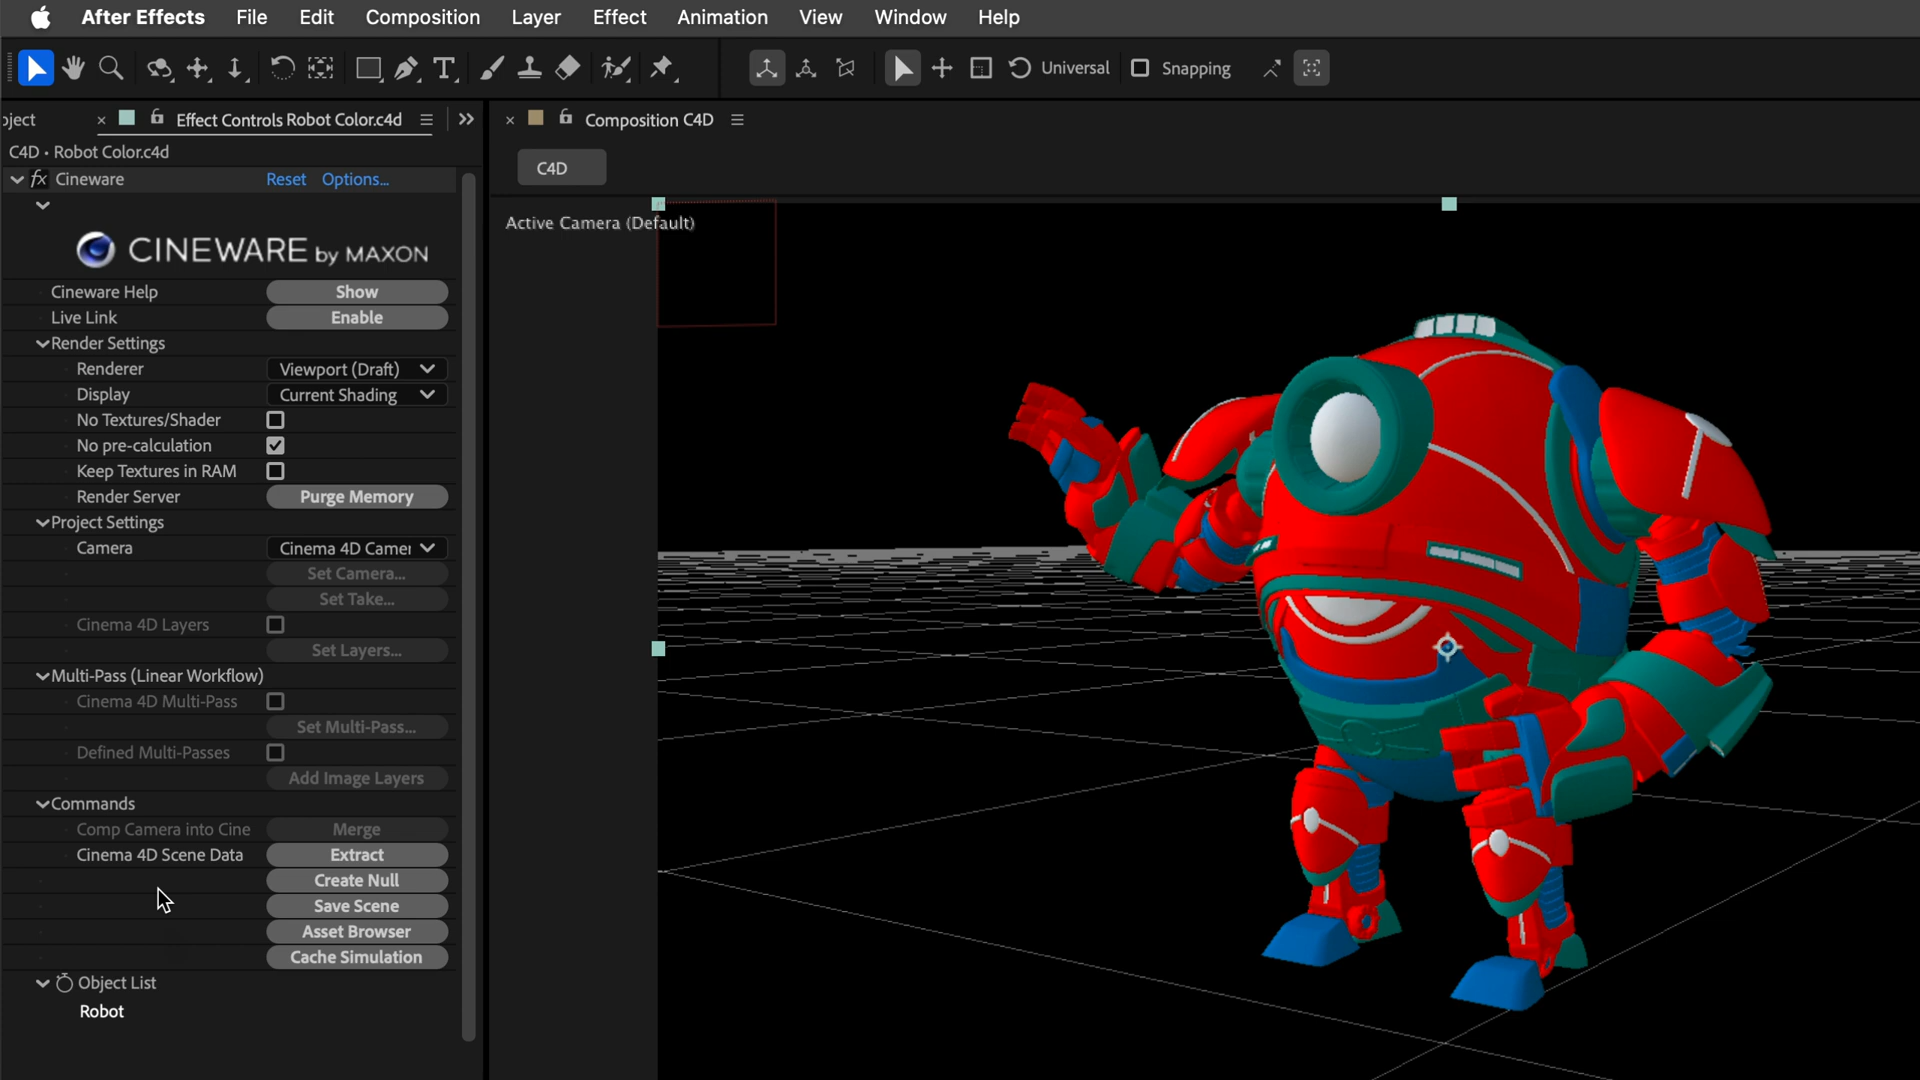 After Effects File Edit Composition Layer Effect Animation View Window Help
Universal Snapping
oject
Effect Controls Robot Color.c4d
Composition C4D
C4D • Robot Color.c4d
C4D
fx Cineware Reset Options...
Active Camera (Default)
CINEWARE by MAXON
Cineware Help Show
Live Link Enable
Render Settings
Renderer Viewport (Draft)
Display Current Shading
No Textures/Shader
No pre-calculation
Keep Textures in RAM
Render Server Purge Memory
Project Settings
Camera Cinema 4D Camer
Set Camera...
Set Take...
Cinema 4D Layers
Set Layers...
Multi-Pass (Linear Workflow)
Cinema 4D Multi-Pass
Set Multi-Pass...
Defined Multi-Passes
Add Image Layers
Commands
Comp Camera into Cine Merge
Cinema 4D Scene Data Extract
Create Null
Save Scene
Asset Browser
Cache Simulation
Object List
Robot